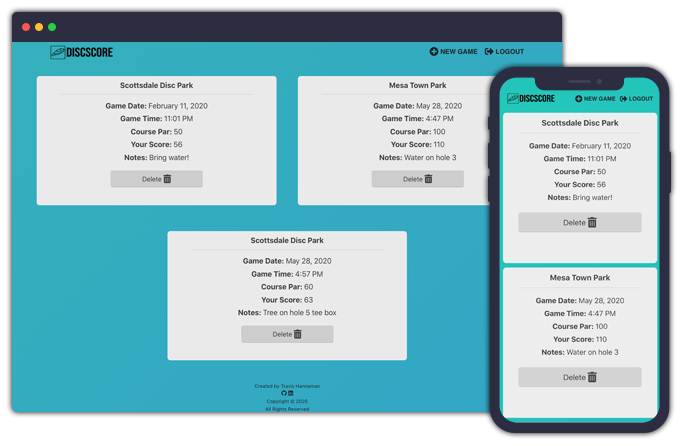 DISCSCORE
NEW GAME LOGOUT
Scottsdale Disc Park
Game Date: February 11, 2020
Game Time: 11:01 PM
Course Par: 50
Your Score: 56
Notes: Bring water!
Delete
Mesa Town Park
Game Date: May 28, 2020
Game Time: 4:47 PM
Course Par: 100
Your Score: 110
Notes: Water on hole 3
Delete
Scottsdale Disc Park
Game Date: May 28, 2020
Game Time: 4:57 PM
Course Par: 60
Your Score: 63
Notes: Tree on hole 5 tee box
Delete
Created by Travis Hanneman
Copyright © 2020
All Rights Reserved
DISCSCORE
NEW GAME LOGOUT
Scottsdale Disc Park
Game Date: February 11, 2020
Game Time: 11:01 PM
Course Par: 50
Your Score: 56
Notes: Bring water!
Delete
Mesa Town Park
Game Date: May 28, 2020
Game Time: 4:47 PM
Course Par: 100
Your Score: 110
Notes: Water on hole 3
Delete